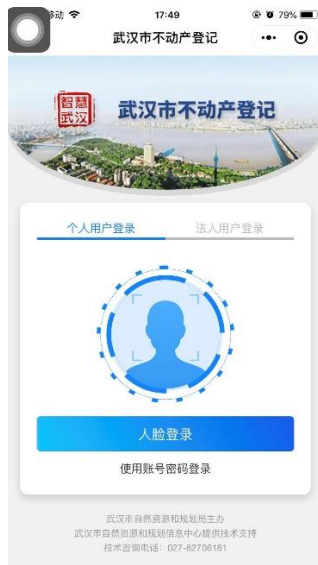 移动 17:49 79%
武汉市不动产登记
智慧
武汉
武汉市不动产登记
个人用户登录 法人用户登录
人脸登录
使用账号密码登录
武汉市自然资源和规划局主办
武汉市自然资源和规划信息中心提供技术支持
技术咨询电话：027-82706181